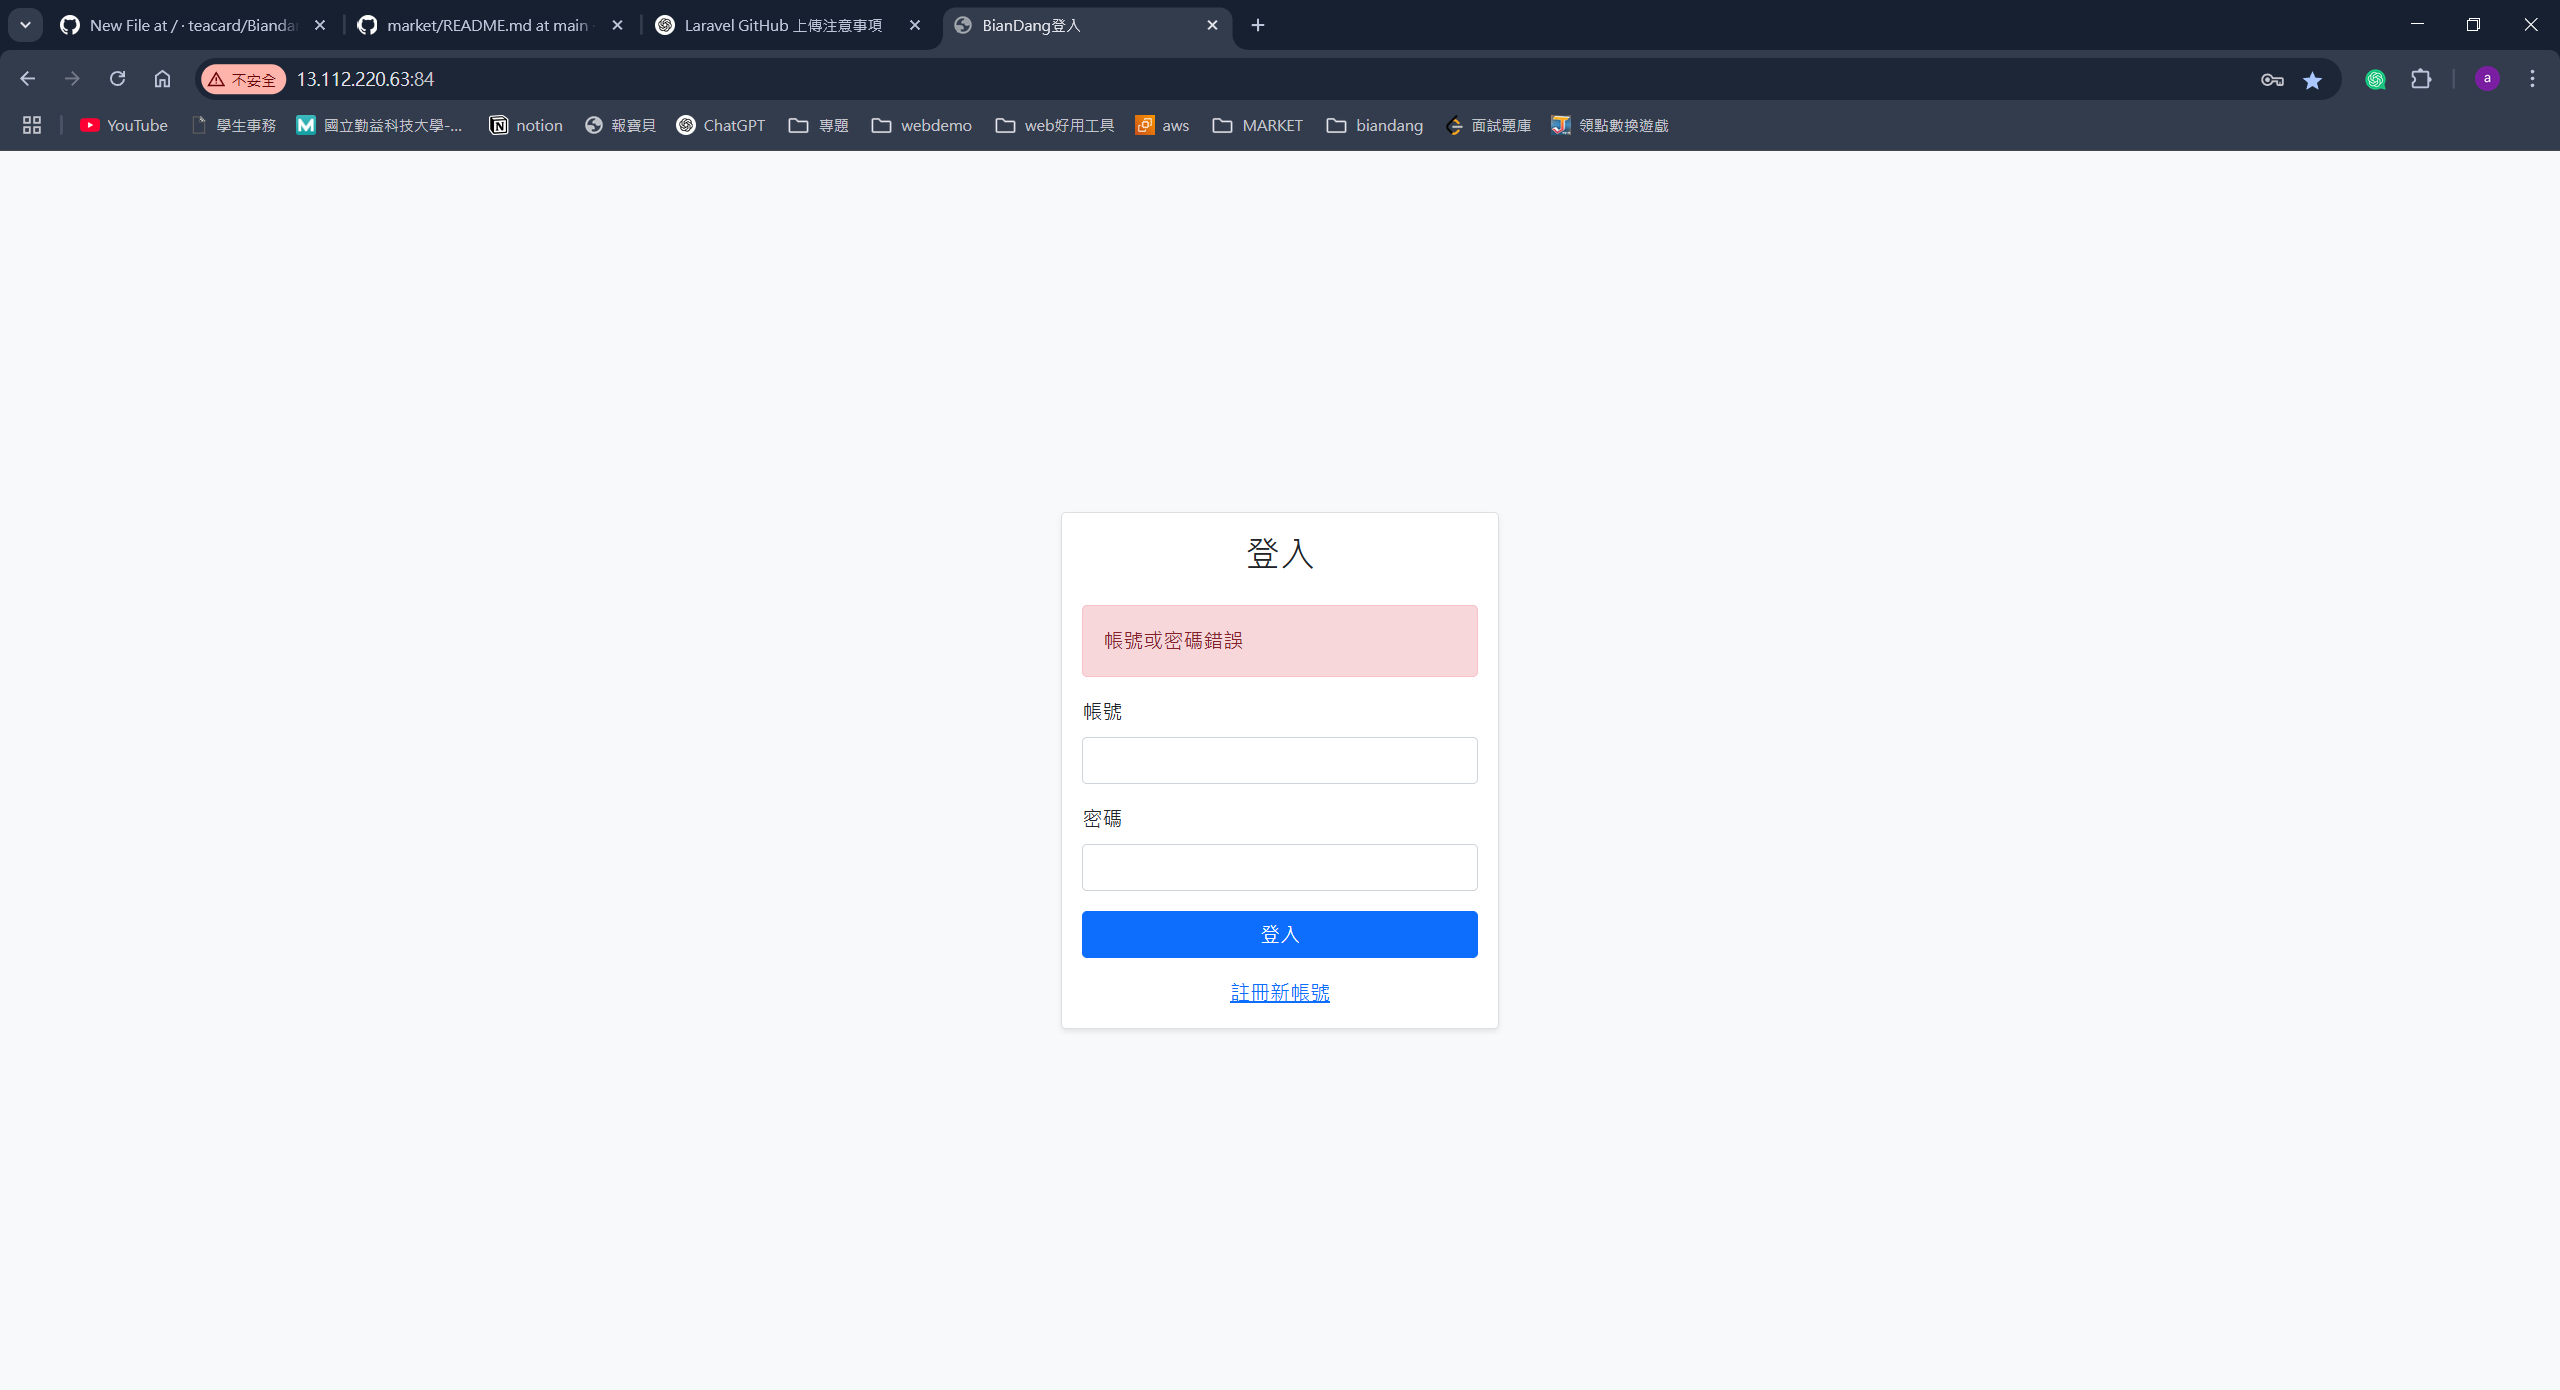 New File at / · teacard/Bianda
market/README.md at main
Laravel GitHub 上傳注意事項
BianDang登入
不安全
13.112.220.63:84
a
YouTube
學生事務
國立勤益科技大學-...
notion
報寶貝
ChatGPT
專題
webdemo
web好用工具
aws
MARKET
biandang
面試題庫
領點數換遊戲
登入
帳號或密碼錯誤
帳號
密碼
登入
註冊新帳號